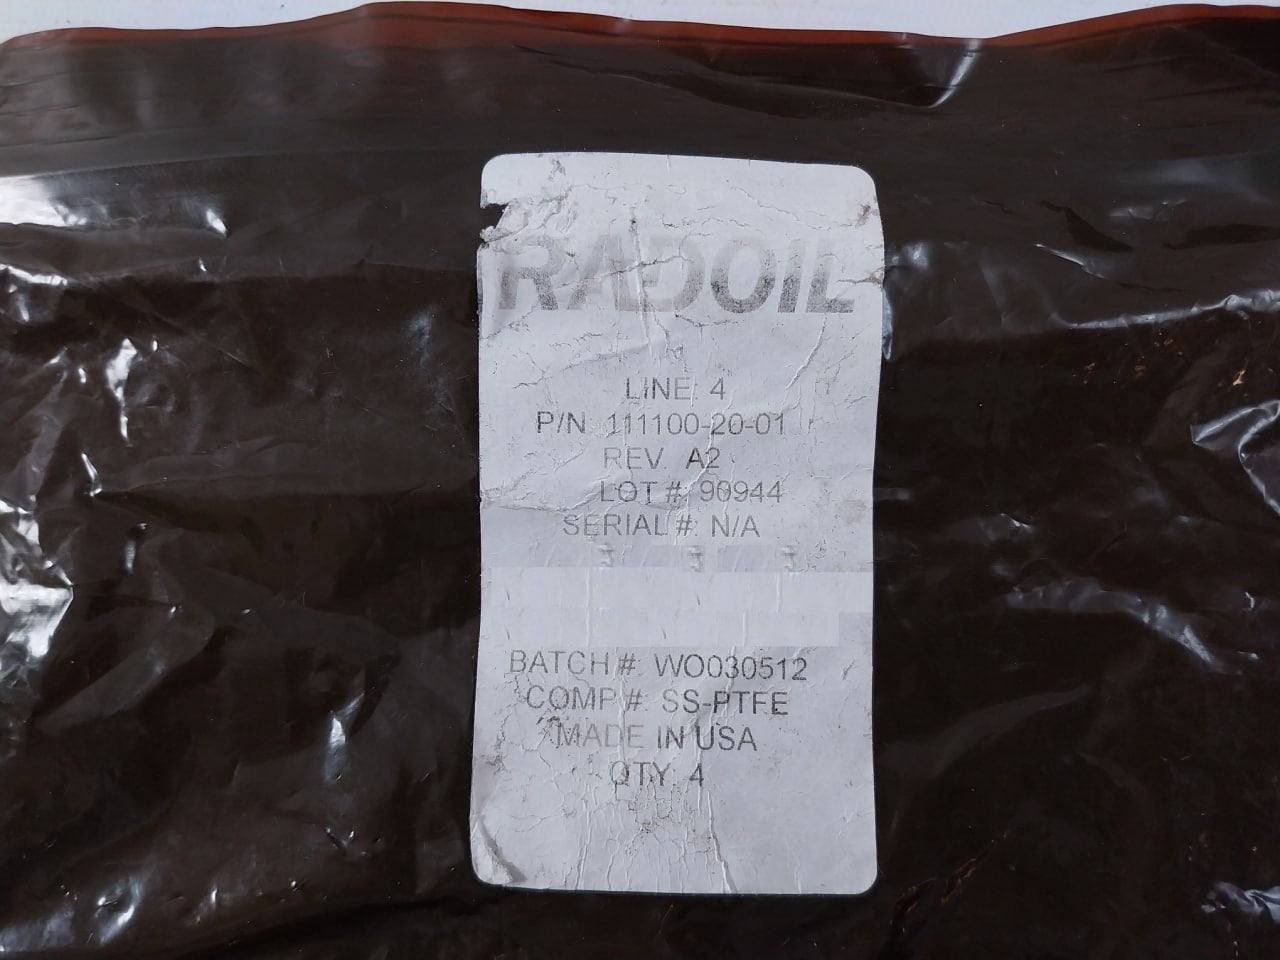 RADOIL
LINE: 4
P/N: 111100-20-01
REV: A2
LOT #: 90944
SERIAL #: N/A
BATCH #: WO030512
COMP #: SS-PTFE
MADE IN USA
QTY: 4